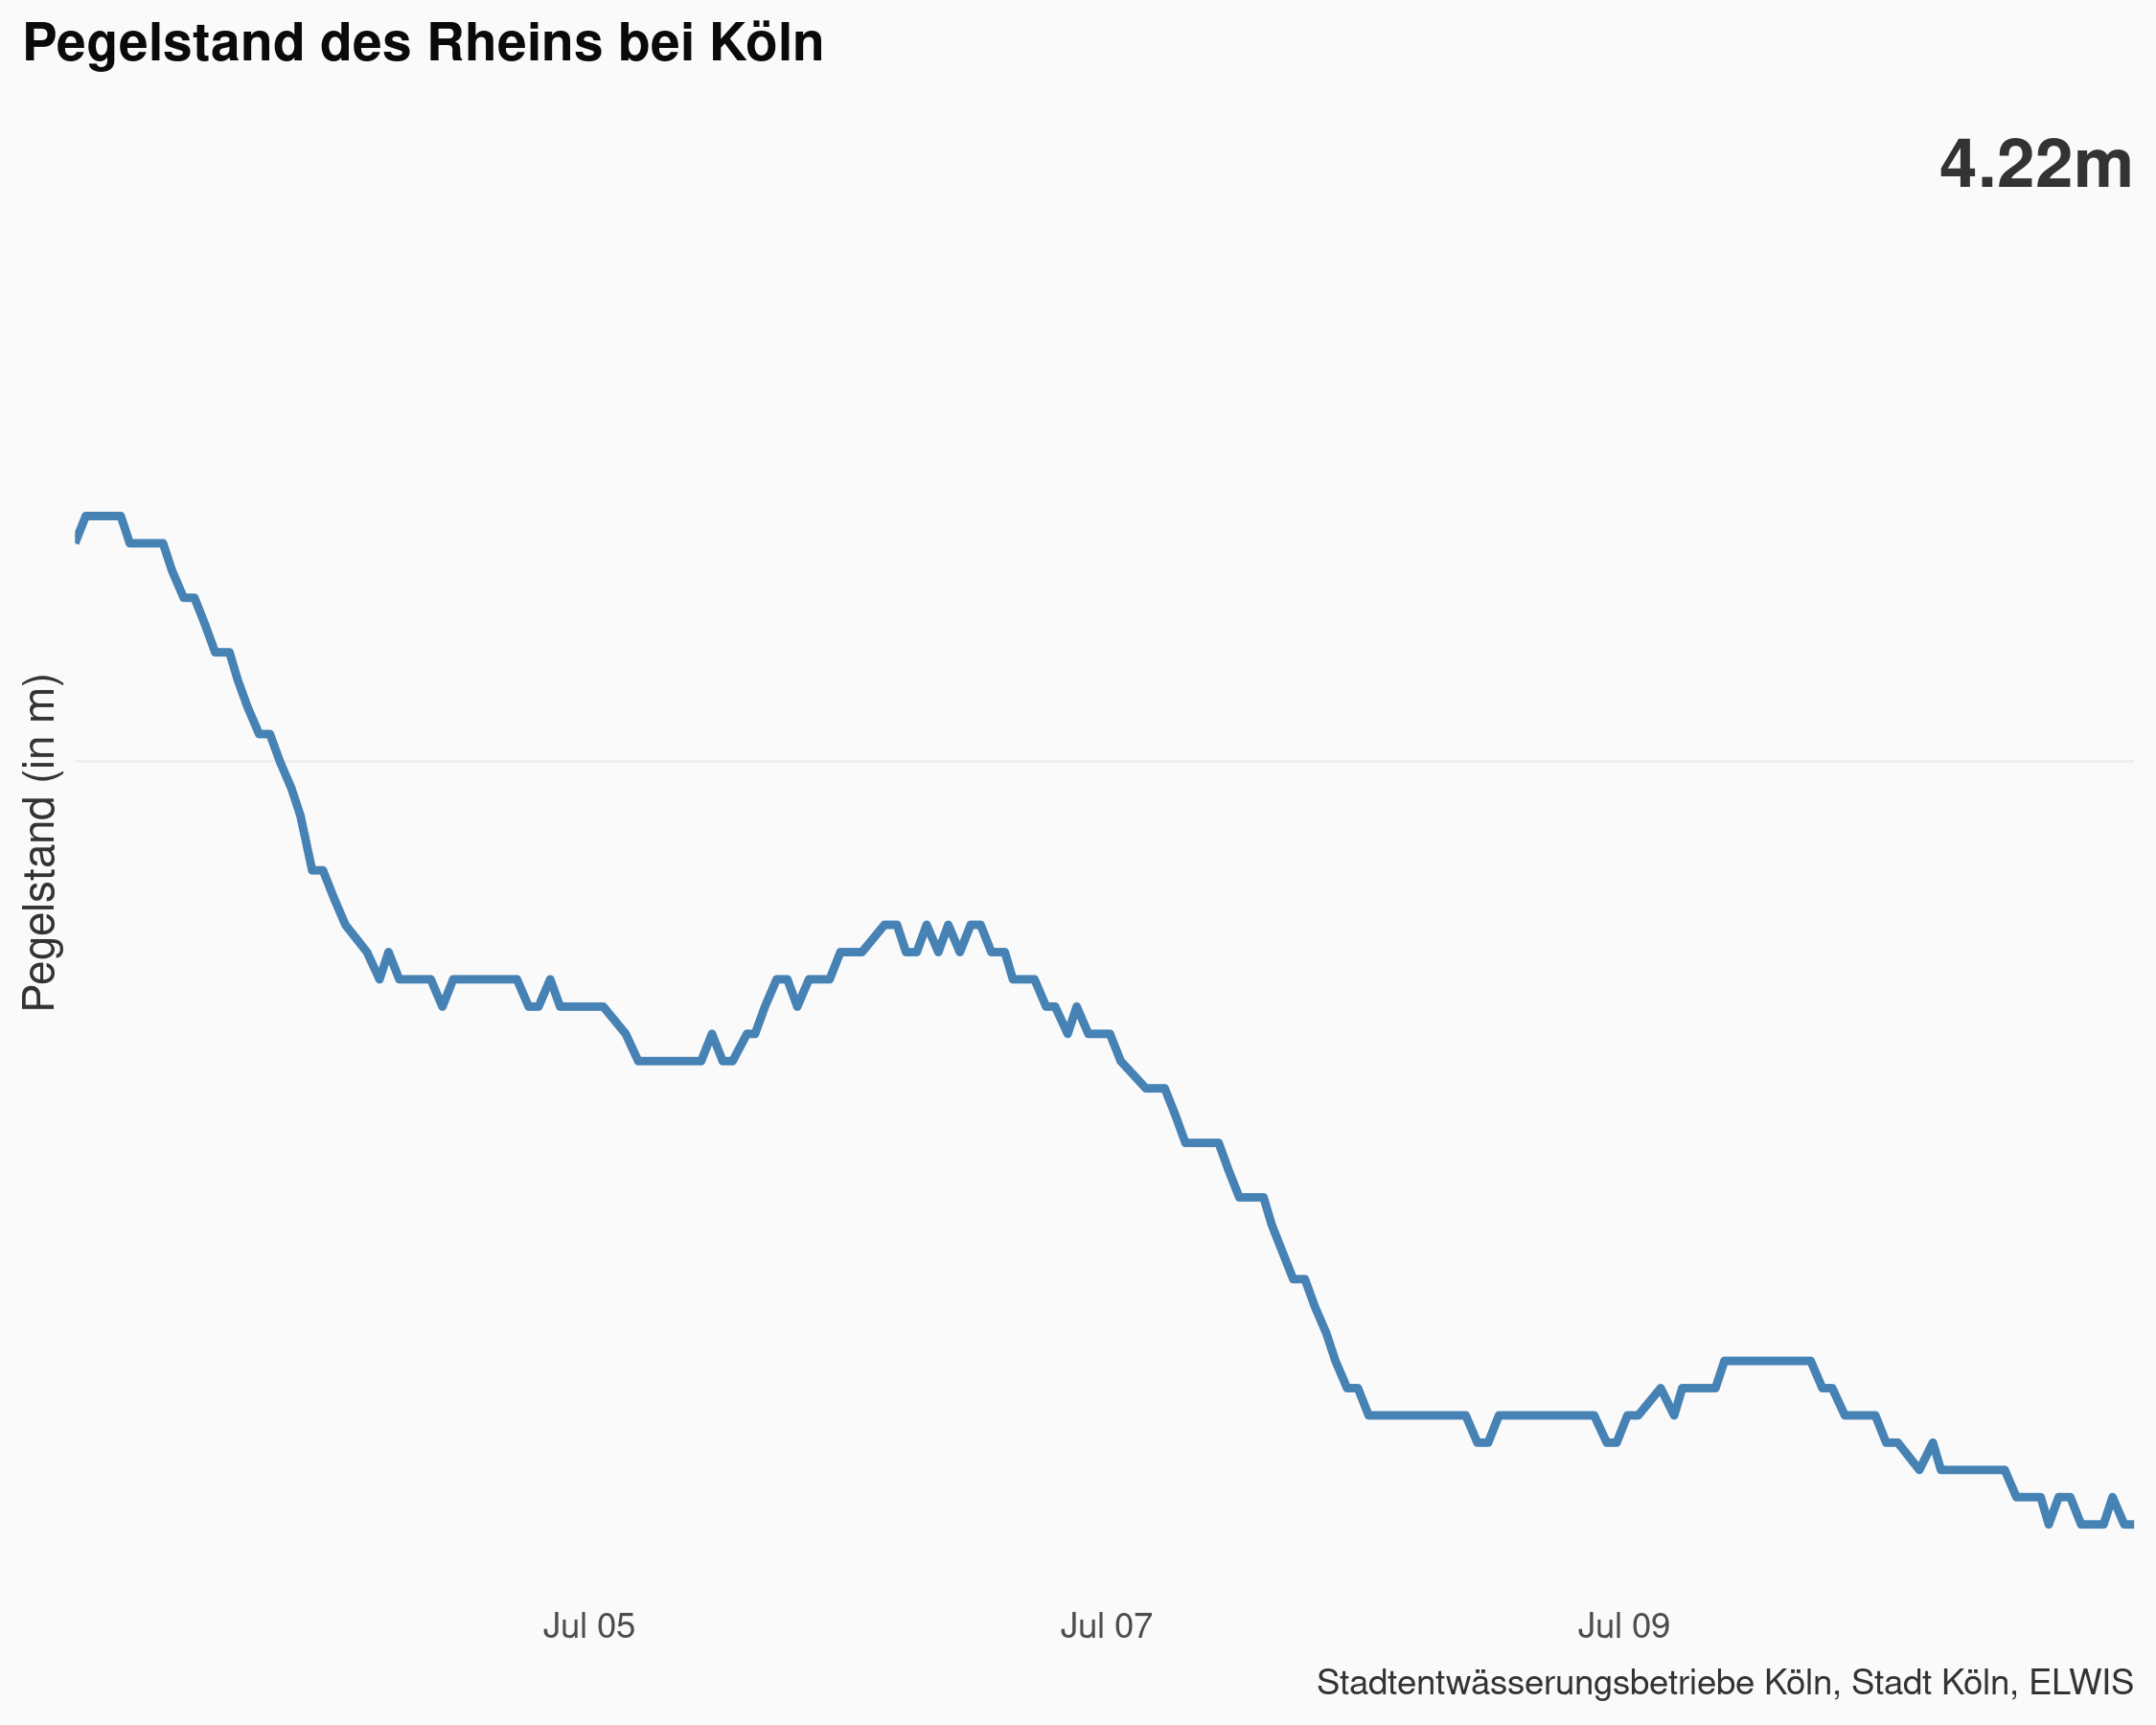 Pegelstand des Rheins bei Köln
4.22m
Pegelstand (in m)
Jul 05
Jul 07
Jul 09
Stadtentwässerungsbetriebe Köln, Stadt Köln, ELWIS